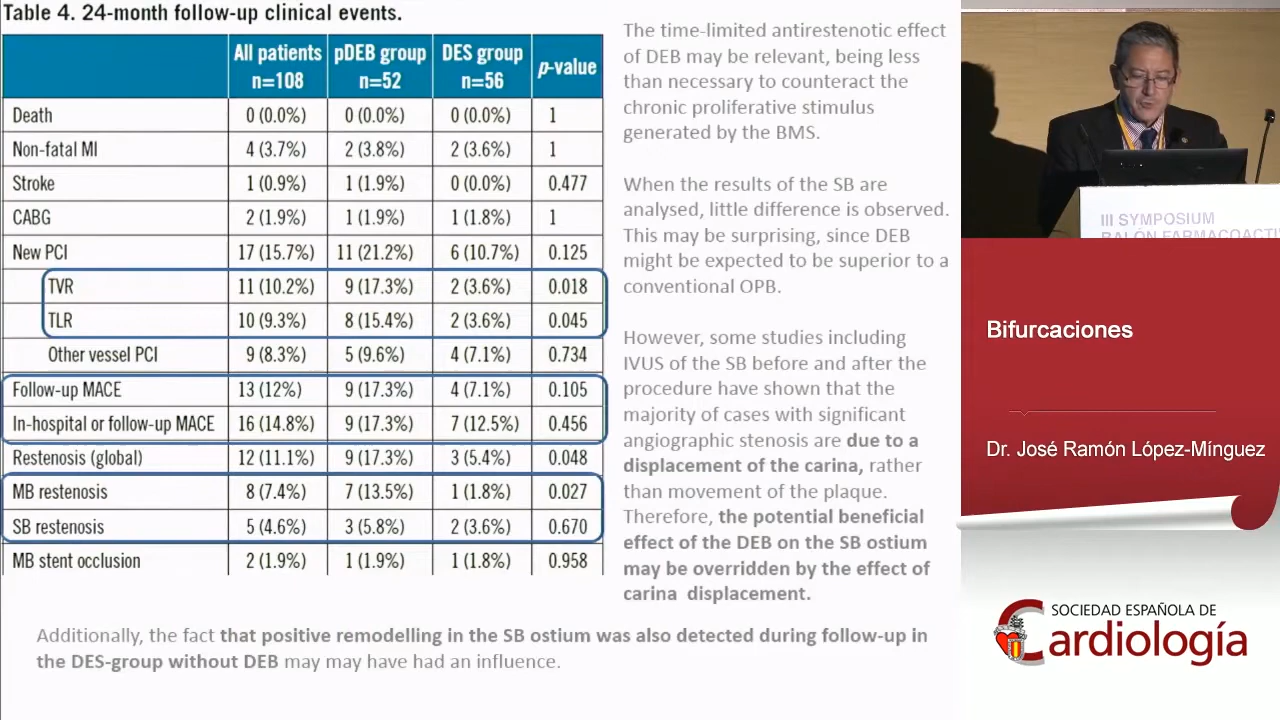 Table 4. 24-month follow-up clinical events.
All patients n=108 pDEB group n=52 DES group n=56 p-value
Death 0 (0.0%) 0 (0.0%) 0 (0.0%) 1
Non-fatal MI 4 (3.7%) 2 (3.8%) 2 (3.6%) 1
Stroke 1 (0.9%) 1 (1.9%) 0 (0.0%) 0.477
CABG 2 (1.9%) 1 (1.9%) 1 (1.8%) 1
New PCI 17 (15.7%) 11 (21.2%) 6 (10.7%) 0.125
TVR 11 (10.2%) 9 (17.3%) 2 (3.6%) 0.018
TLR 10 (9.3%) 8 (15.4%) 2 (3.6%) 0.045
Other vessel PCI 9 (8.3%) 5 (9.6%) 4 (7.1%) 0.734
Follow-up MACE 13 (12%) 9 (17.3%) 4 (7.1%) 0.105
In-hospital or follow-up MACE 16 (14.8%) 9 (17.3%) 7 (12.5%) 0.456
Restenosis (global) 12 (11.1%) 9 (17.3%) 3 (5.4%) 0.048
MB restenosis 8 (7.4%) 7 (13.5%) 1 (1.8%) 0.027
SB restenosis 5 (4.6%) 3 (5.8%) 2 (3.6%) 0.670
MB stent occlusion 2 (1.9%) 1 (1.9%) 1 (1.8%) 0.958
The time-limited antirestenotic effect
of DEB may be relevant, being less
than necessary to counteract the
chronic proliferative stimulus
generated by the BMS.
When the results of the SB are
analysed, little difference is observed.
This may be surprising, since DEB
might be expected to be superior to a
conventional OPB.
However, some studies including
IVUS of the SB before and after the
procedure have shown that the
majority of cases with significant
angiographic stenosis are due to a
displacement of the carina, rather
than movement of the plaque.
Therefore, the potential beneficial
effect of the DEB on the SB ostium
may be overridden by the effect of
carina displacement.
Additionally, the fact that positive remodelling in the SB ostium was also detected during follow-up in
the DES-group without DEB may may have had an influence.
III SYMPOSIUM
BALÓN FARMACOACTI
Bifurcaciones
Dr. José Ramón López-Mínguez
SOCIEDAD ESPAÑOLA DE
Cardiología